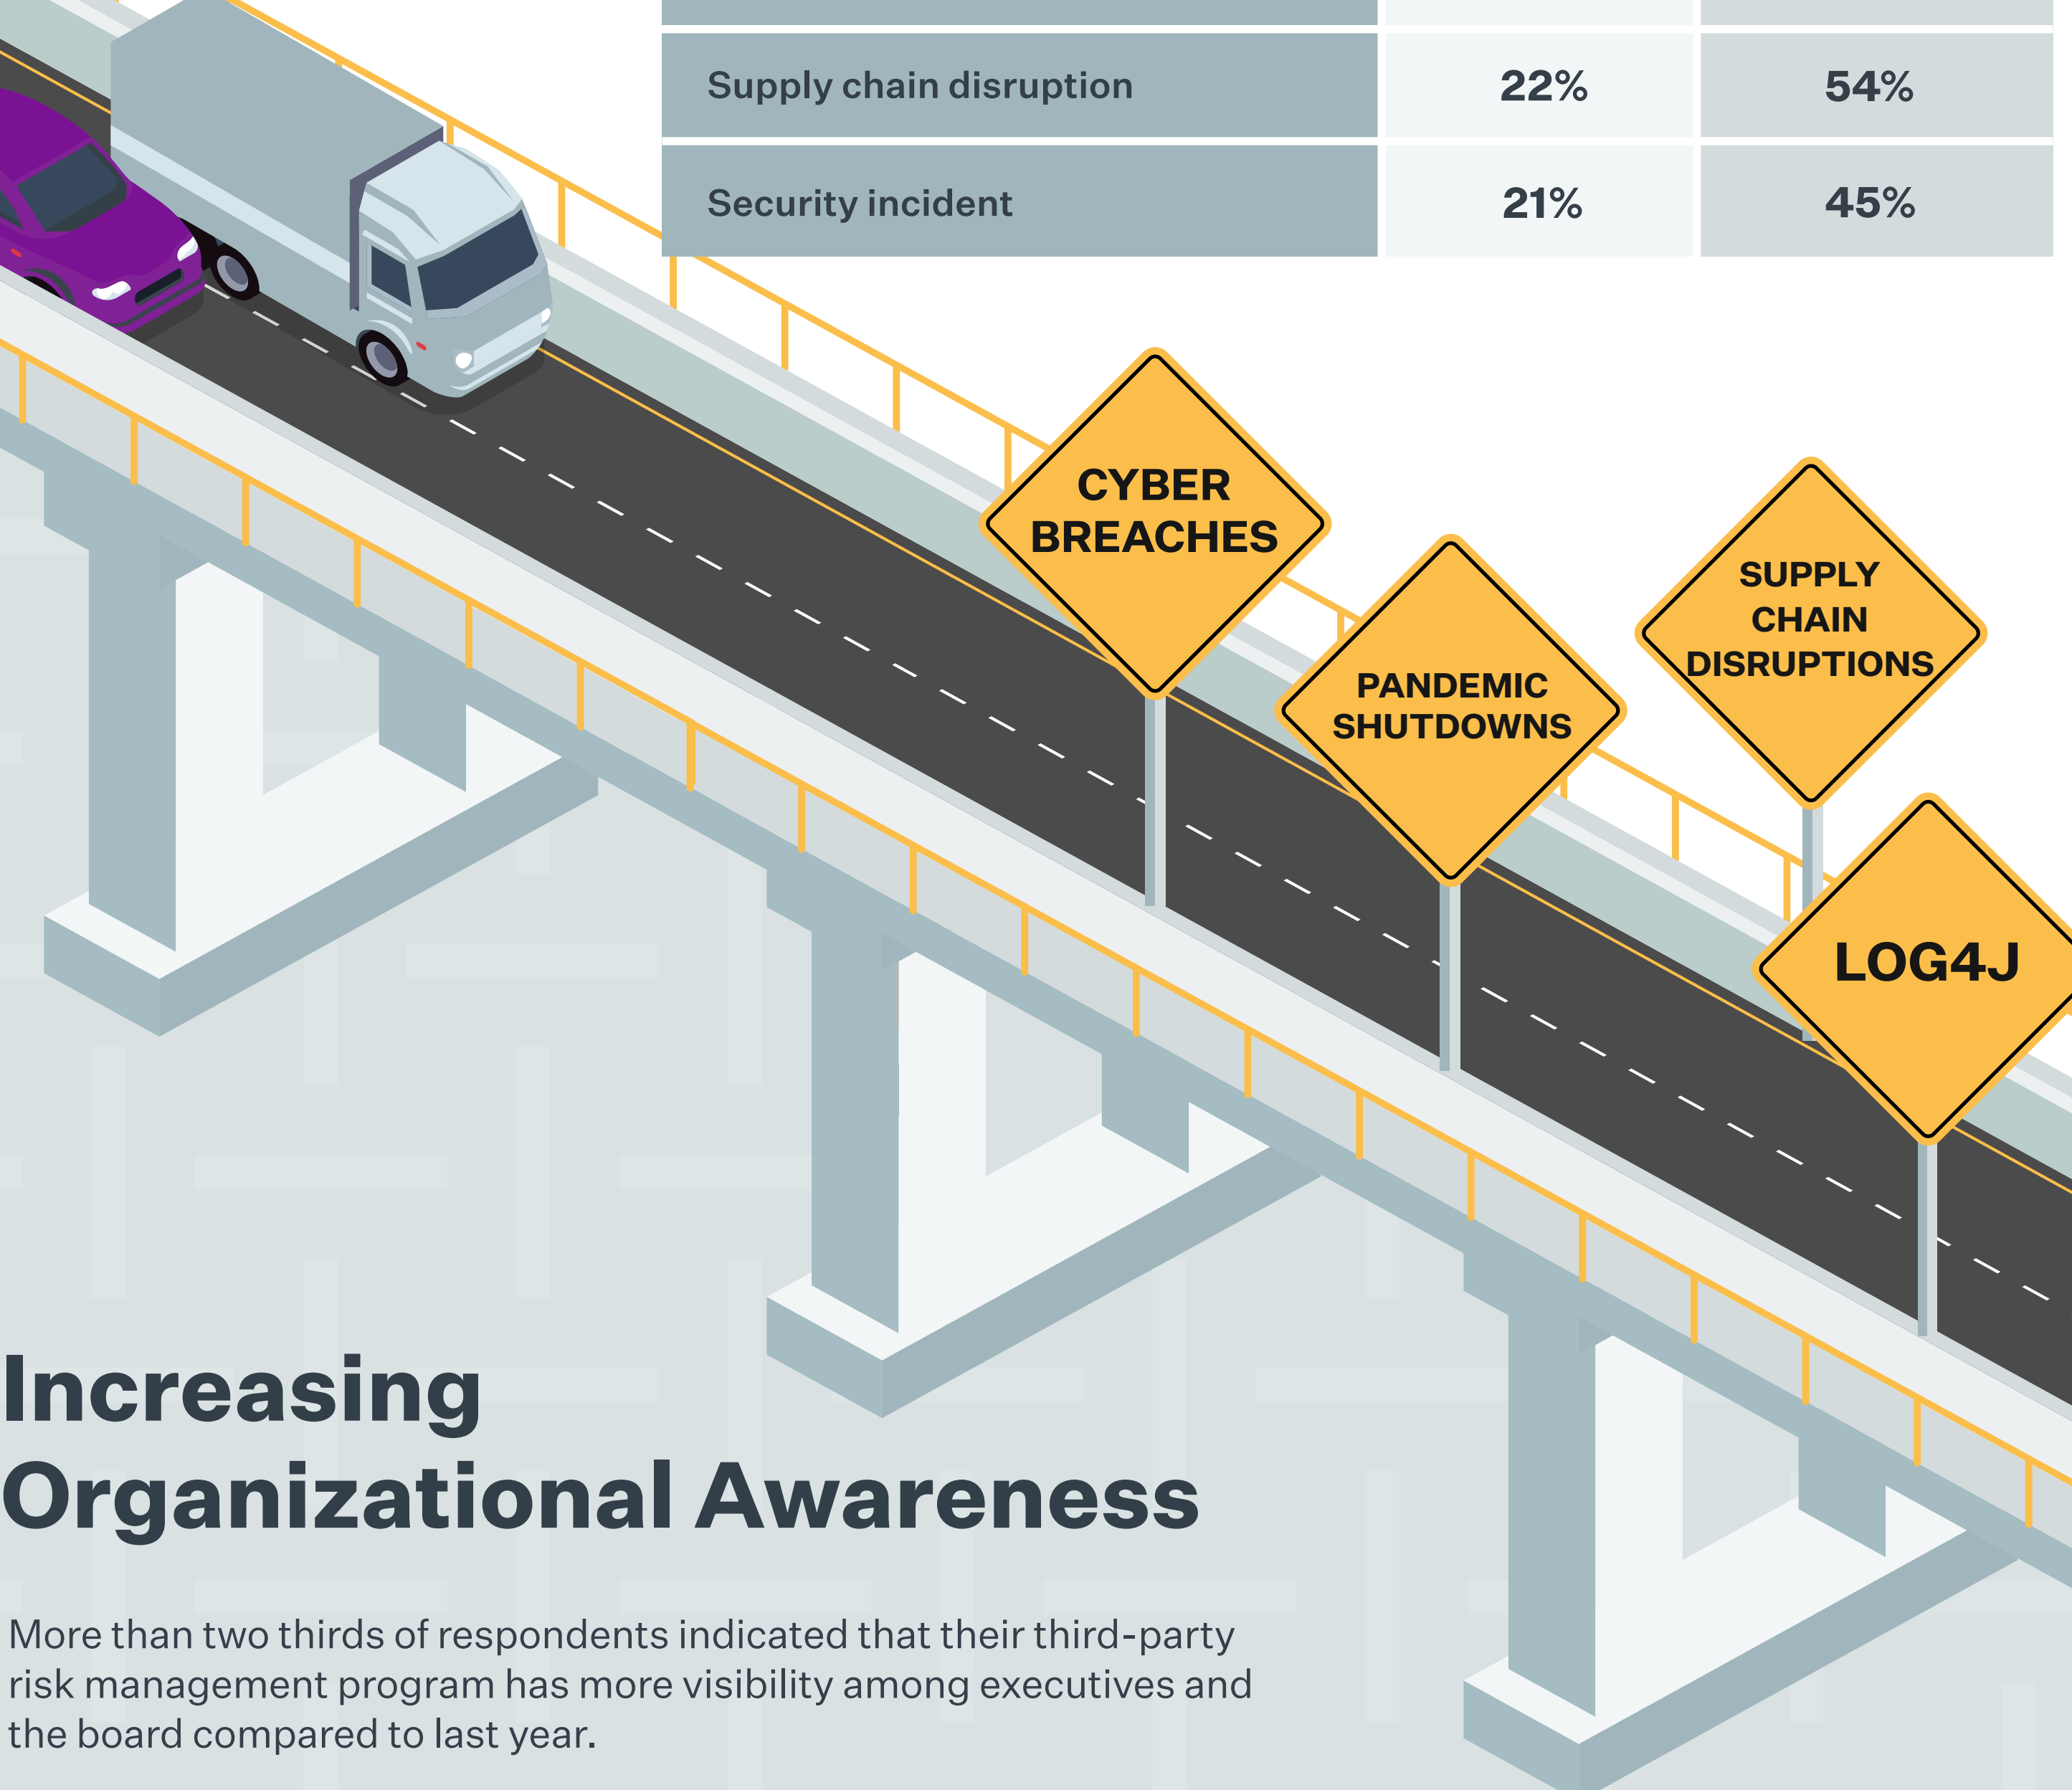 Supply chain disruption 22% 54%
Security incident 21% 45%
CYBER
BREACHES
PANDEMIC
SHUTDOWNS
SUPPLY
CHAIN
DISRUPTIONS
LOG4J
Increasing
Organizational Awareness
More than two thirds of respondents indicated that their third-party
risk management program has more visibility among executives and
the board compared to last year.